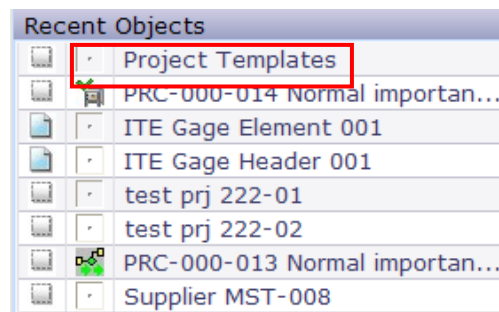 Recent Objects
Project Templates
PRC-000-014 Normal importan...
ITE Gage Element 001
ITE Gage Header 001
test prj 222-01
test prj 222-02
PRC-000-013 Normal importan...
Supplier MST-008